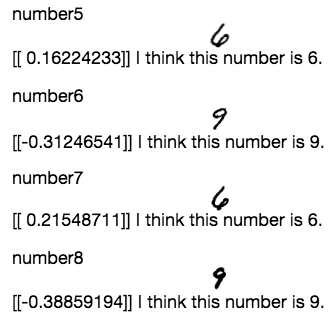 number5
6
[[ 0.16224233]] I think this number is 6.
number6
9
[[-0.31246541]] I think this number is 9.
number7
6
[[ 0.21548711]] I think this number is 6.
number8
9
[[-0.38859194]] I think this number is 9.